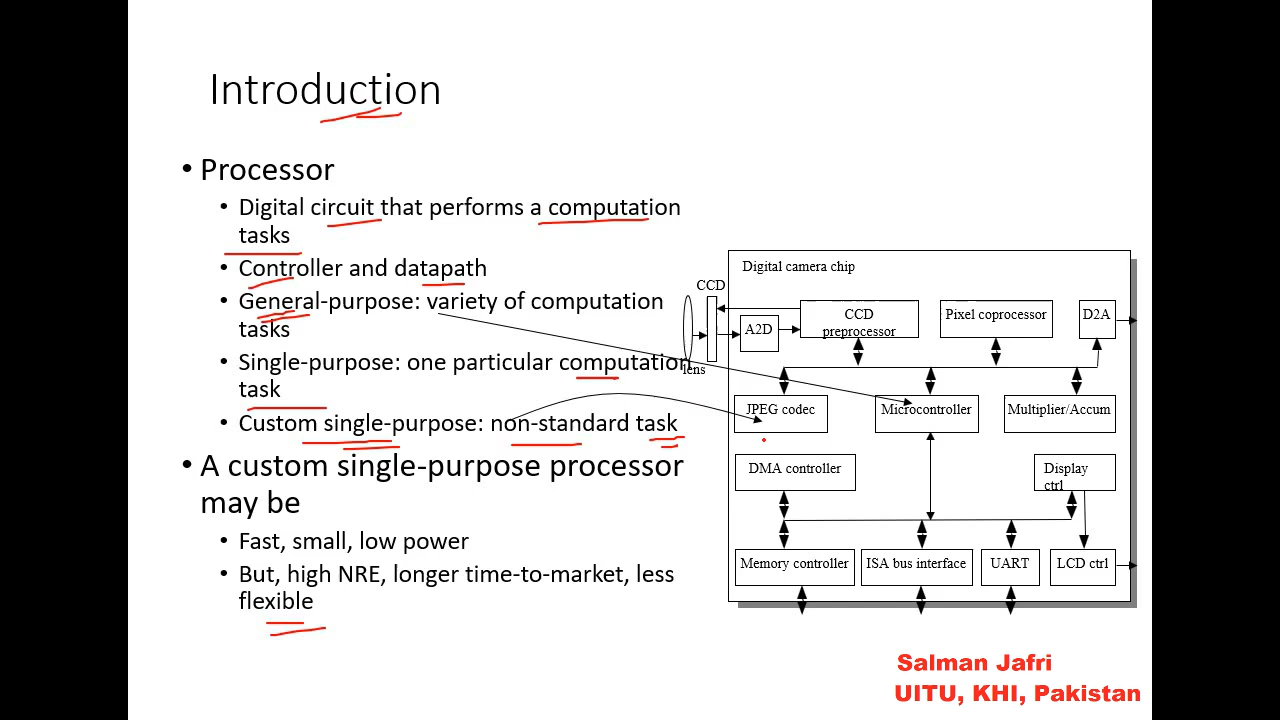 Introduction
• Processor
• Digital circuit that performs a computation
tasks
• Controller and datapath
• General-purpose: variety of computation
tasks
• Single-purpose: one particular computation
task
• Custom single-purpose: non-standard task
• A custom single-purpose processor
may be
• Fast, small, low power
• But, high NRE, longer time-to-market, less
flexible
Digital camera chip
CCD
lens
A2D
CCD
preprocessor
Pixel coprocessor
D2A
JPEG codec
Microcontroller
Multiplier/Accum
DMA controller
Display
ctrl
Memory controller
ISA bus interface
UART
LCD ctrl
Salman Jafri
UITU, KHI, Pakistan